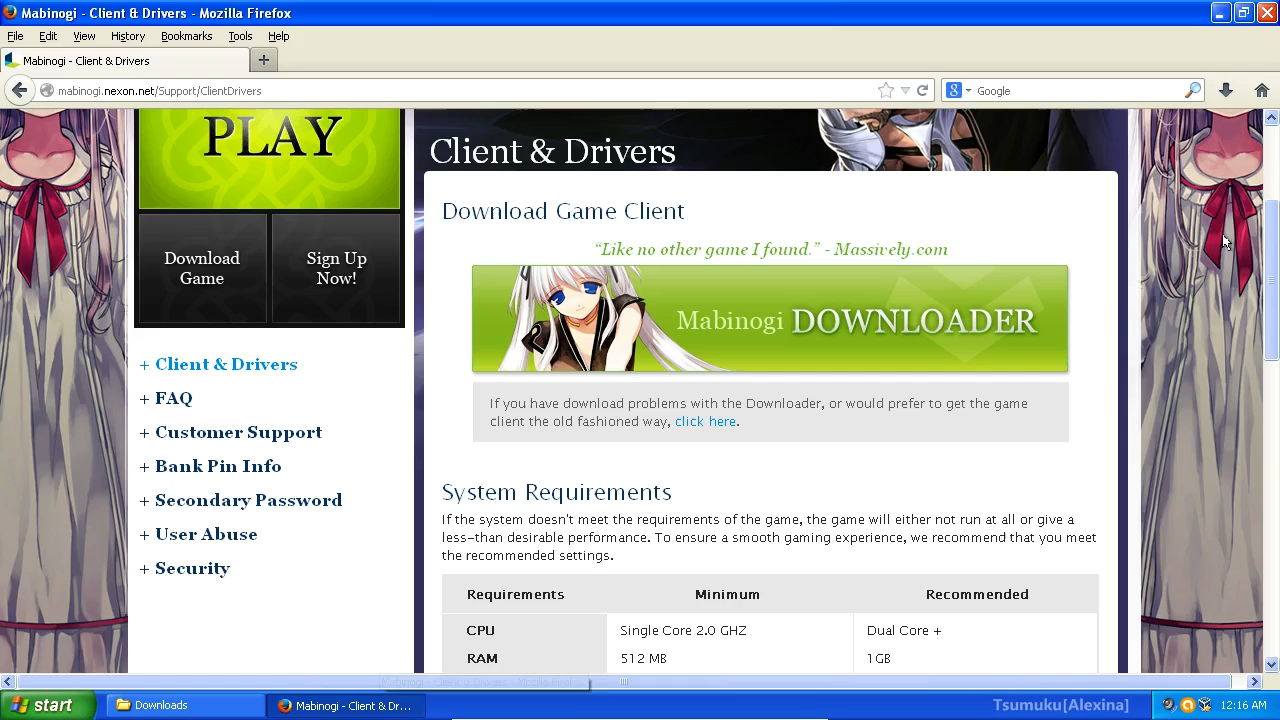 Mabinogi - Client & Drivers - Mozilla Firefox
File Edit View History Bookmarks Tools Help
Mabinogi - Client & Drivers
mabinogi.nexon.net/Support/ClientDrivers
Google
PLAY
Download
Game
Sign Up
Now!
+ Client & Drivers
+ FAQ
+ Customer Support
+ Bank Pin Info
+ Secondary Password
+ User Abuse
+ Security
Client & Drivers
Download Game Client
“Like no other game I found.” - Massively.com
Mabinogi DOWNLOADER
If you have download problems with the Downloader, or would prefer to get the game
client the old fashioned way, click here.
System Requirements
If the system doesn't meet the requirements of the game, the game will either not run at all or give a
less-than desirable performance. To ensure a smooth gaming experience, we recommend that you meet
the recommended settings.
Requirements Minimum Recommended
CPU Single Core 2.0 GHZ Dual Core +
RAM 512 MB 1GB
start
Downloads
Mabinogi - Client & Dr...
Tsumuku[Alexina]
12:16 AM